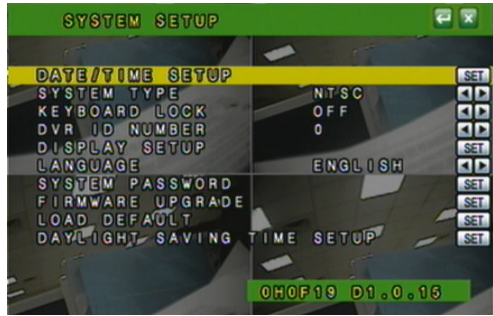 SYSTEM SETUP
DATE/TIME SETUP SET
SYSTEM TYPE NTSC
KEYBOARD LOCK OFF
DVR ID NUMBER 0
DISPLAY SETUP SET
LANGUAGE ENGLISH
SYSTEM PASSWORD SET
FIRMWARE UPGRADE SET
LOAD DEFAULT SET
DAYLIGHT SAVING TIME SETUP SET
0H0F19 D1.0.15